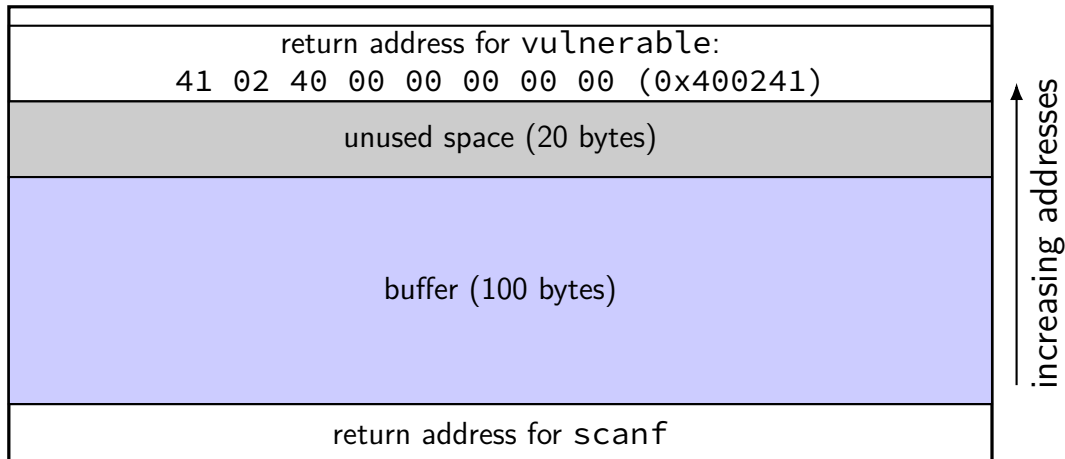 return address for vulnerable:
41 02 40 00 00 00 00 00 (0x400241)
unused space (20 bytes)
buffer (100 bytes)
return address for scanf
increasing addresses